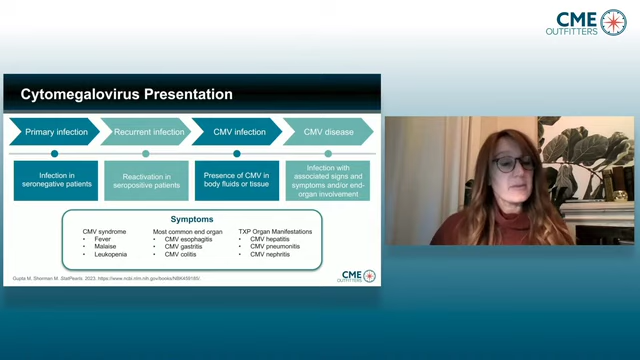 CME
OUTFITTERS
Cytomegalovirus Presentation
Primary infection
Recurrent infection
CMV infection
CMV disease
Infection in
seronegative patients
Reactivation in
seropositive patients
Presence of CMV in
body fluids or tissue
Infection with
associated signs and
symptoms and/or end-
organ involvement
Symptoms
CMV syndrome
• Fever
• Malaise
• Leukopenia
Most common end organ
• CMV esophagitis
• CMV gastritis
• CMV colitis
TXP Organ Manifestations
• CMV hepatitis
• CMV pneumonitis
• CMV nephritis
Gupta M, Shorman M. StatPearls. 2023. https://www.ncbi.nlm.nih.gov/books/NBK459185/.
CME
OUTFITTERS